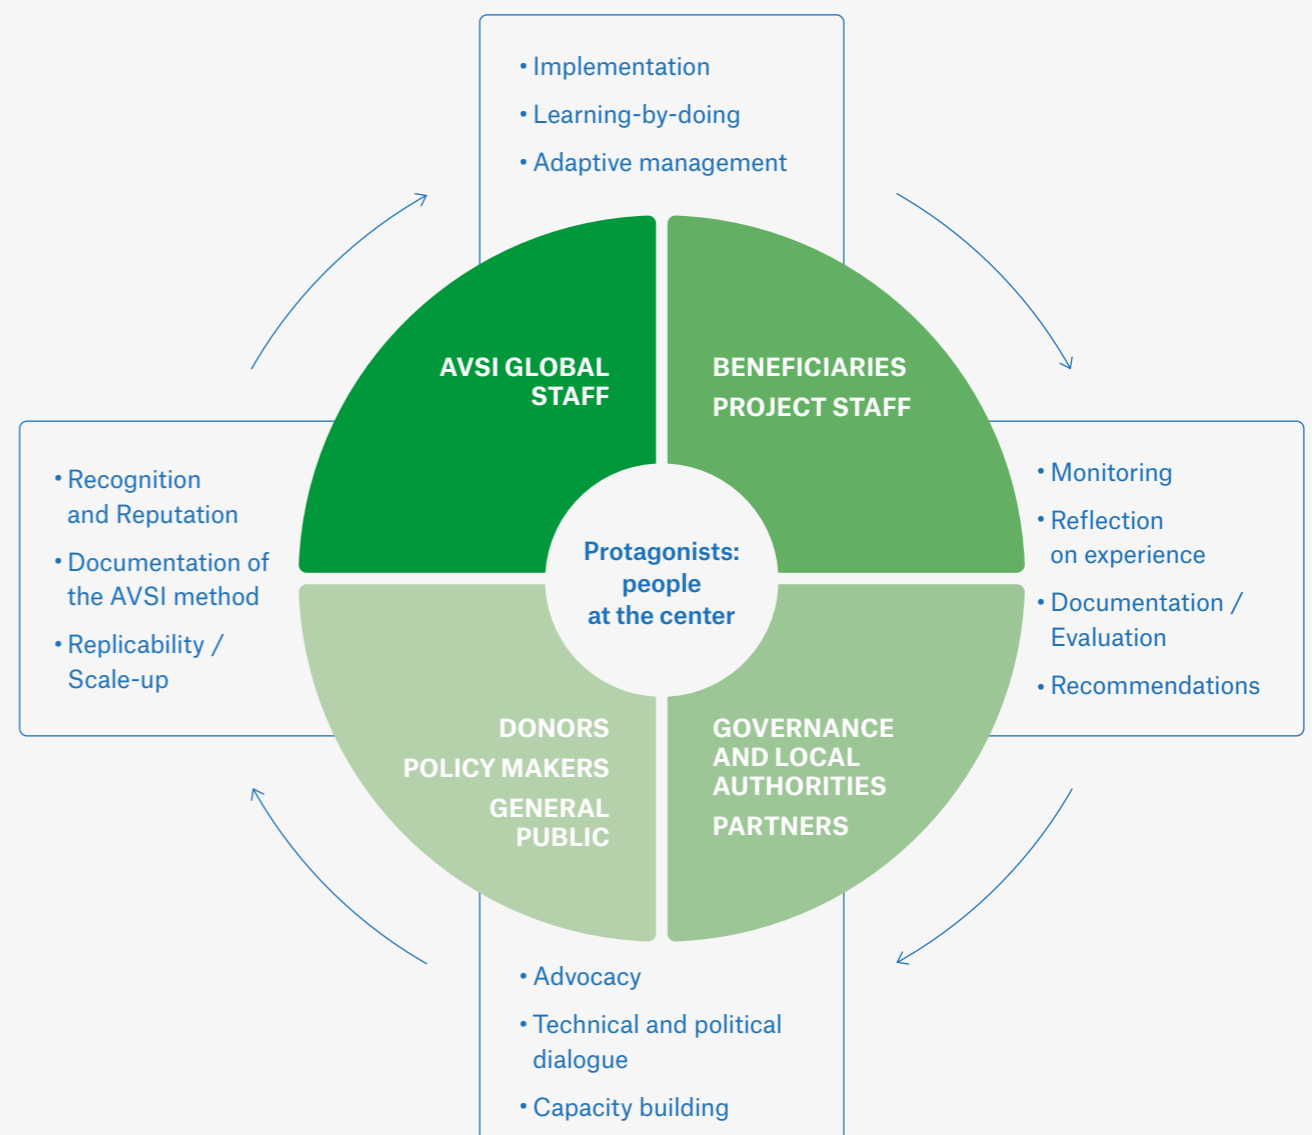 • Implementation
• Learning-by-doing
• Adaptive management
AVSI GLOBAL
STAFF
BENEFICIARIES
PROJECT STAFF
• Recognition
and Reputation
• Documentation of
the AVSI method
• Replicability /
Scale-up
Protagonists:
people
at the center
• Monitoring
• Reflection
on experience
• Documentation /
Evaluation
• Recommendations
DONORS
POLICY MAKERS
GENERAL
PUBLIC
GOVERNANCE
AND LOCAL
AUTHORITIES
PARTNERS
• Advocacy
• Technical and political
dialogue
• Capacity building